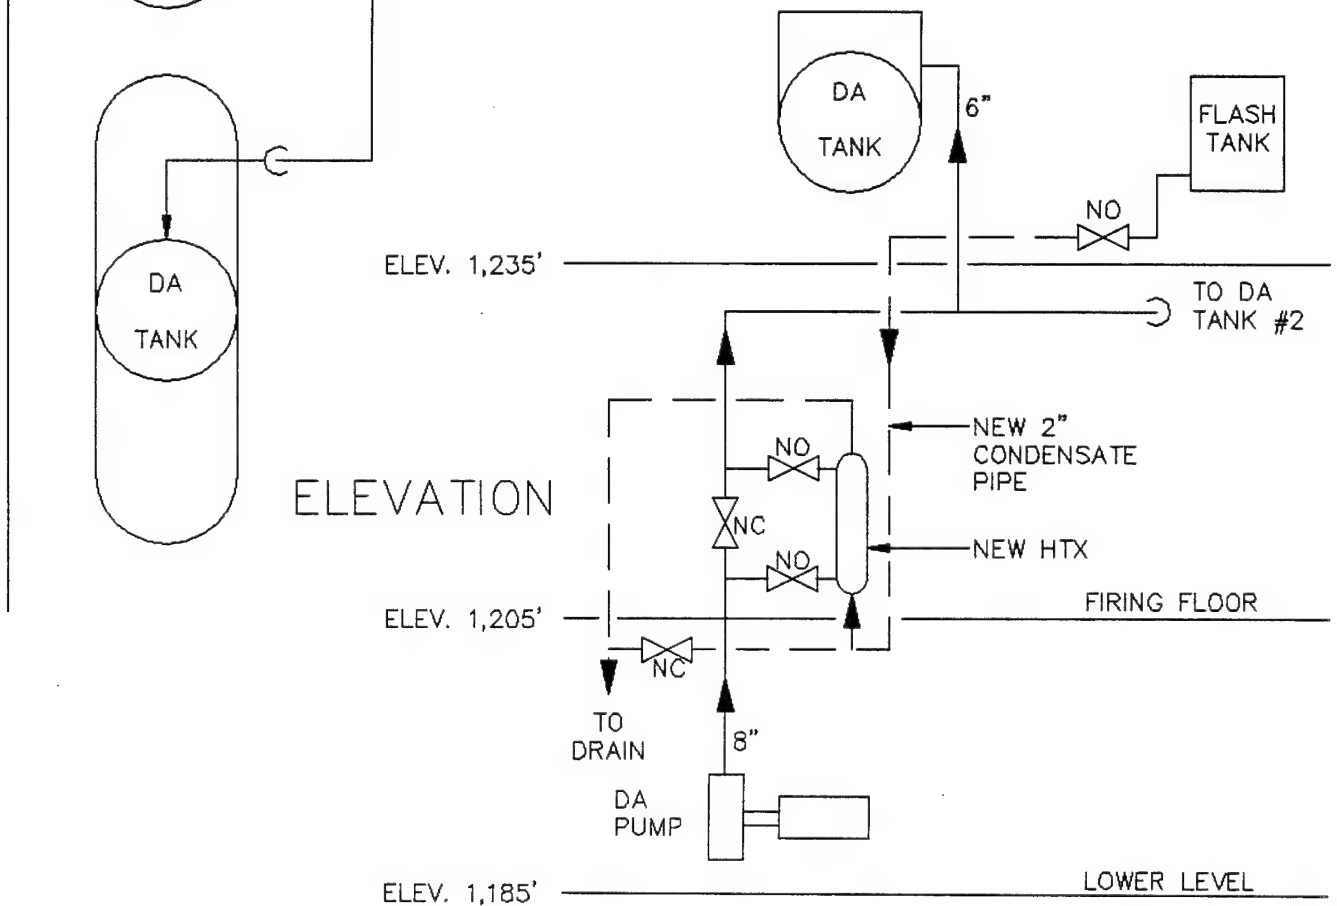 DA
TANK
6"
FLASH
TANK
DA
TANK
NO
ELEV. 1,235'
TO DA
TANK #2
NEW 2"
CONDENSATE
PIPE
NO
ELEVATION
NC
NEW HTX
NO
FIRING FLOOR
ELEV. 1,205'
NC
TO
DRAIN
8"
DA
PUMP
LOWER LEVEL
ELEV. 1,185'